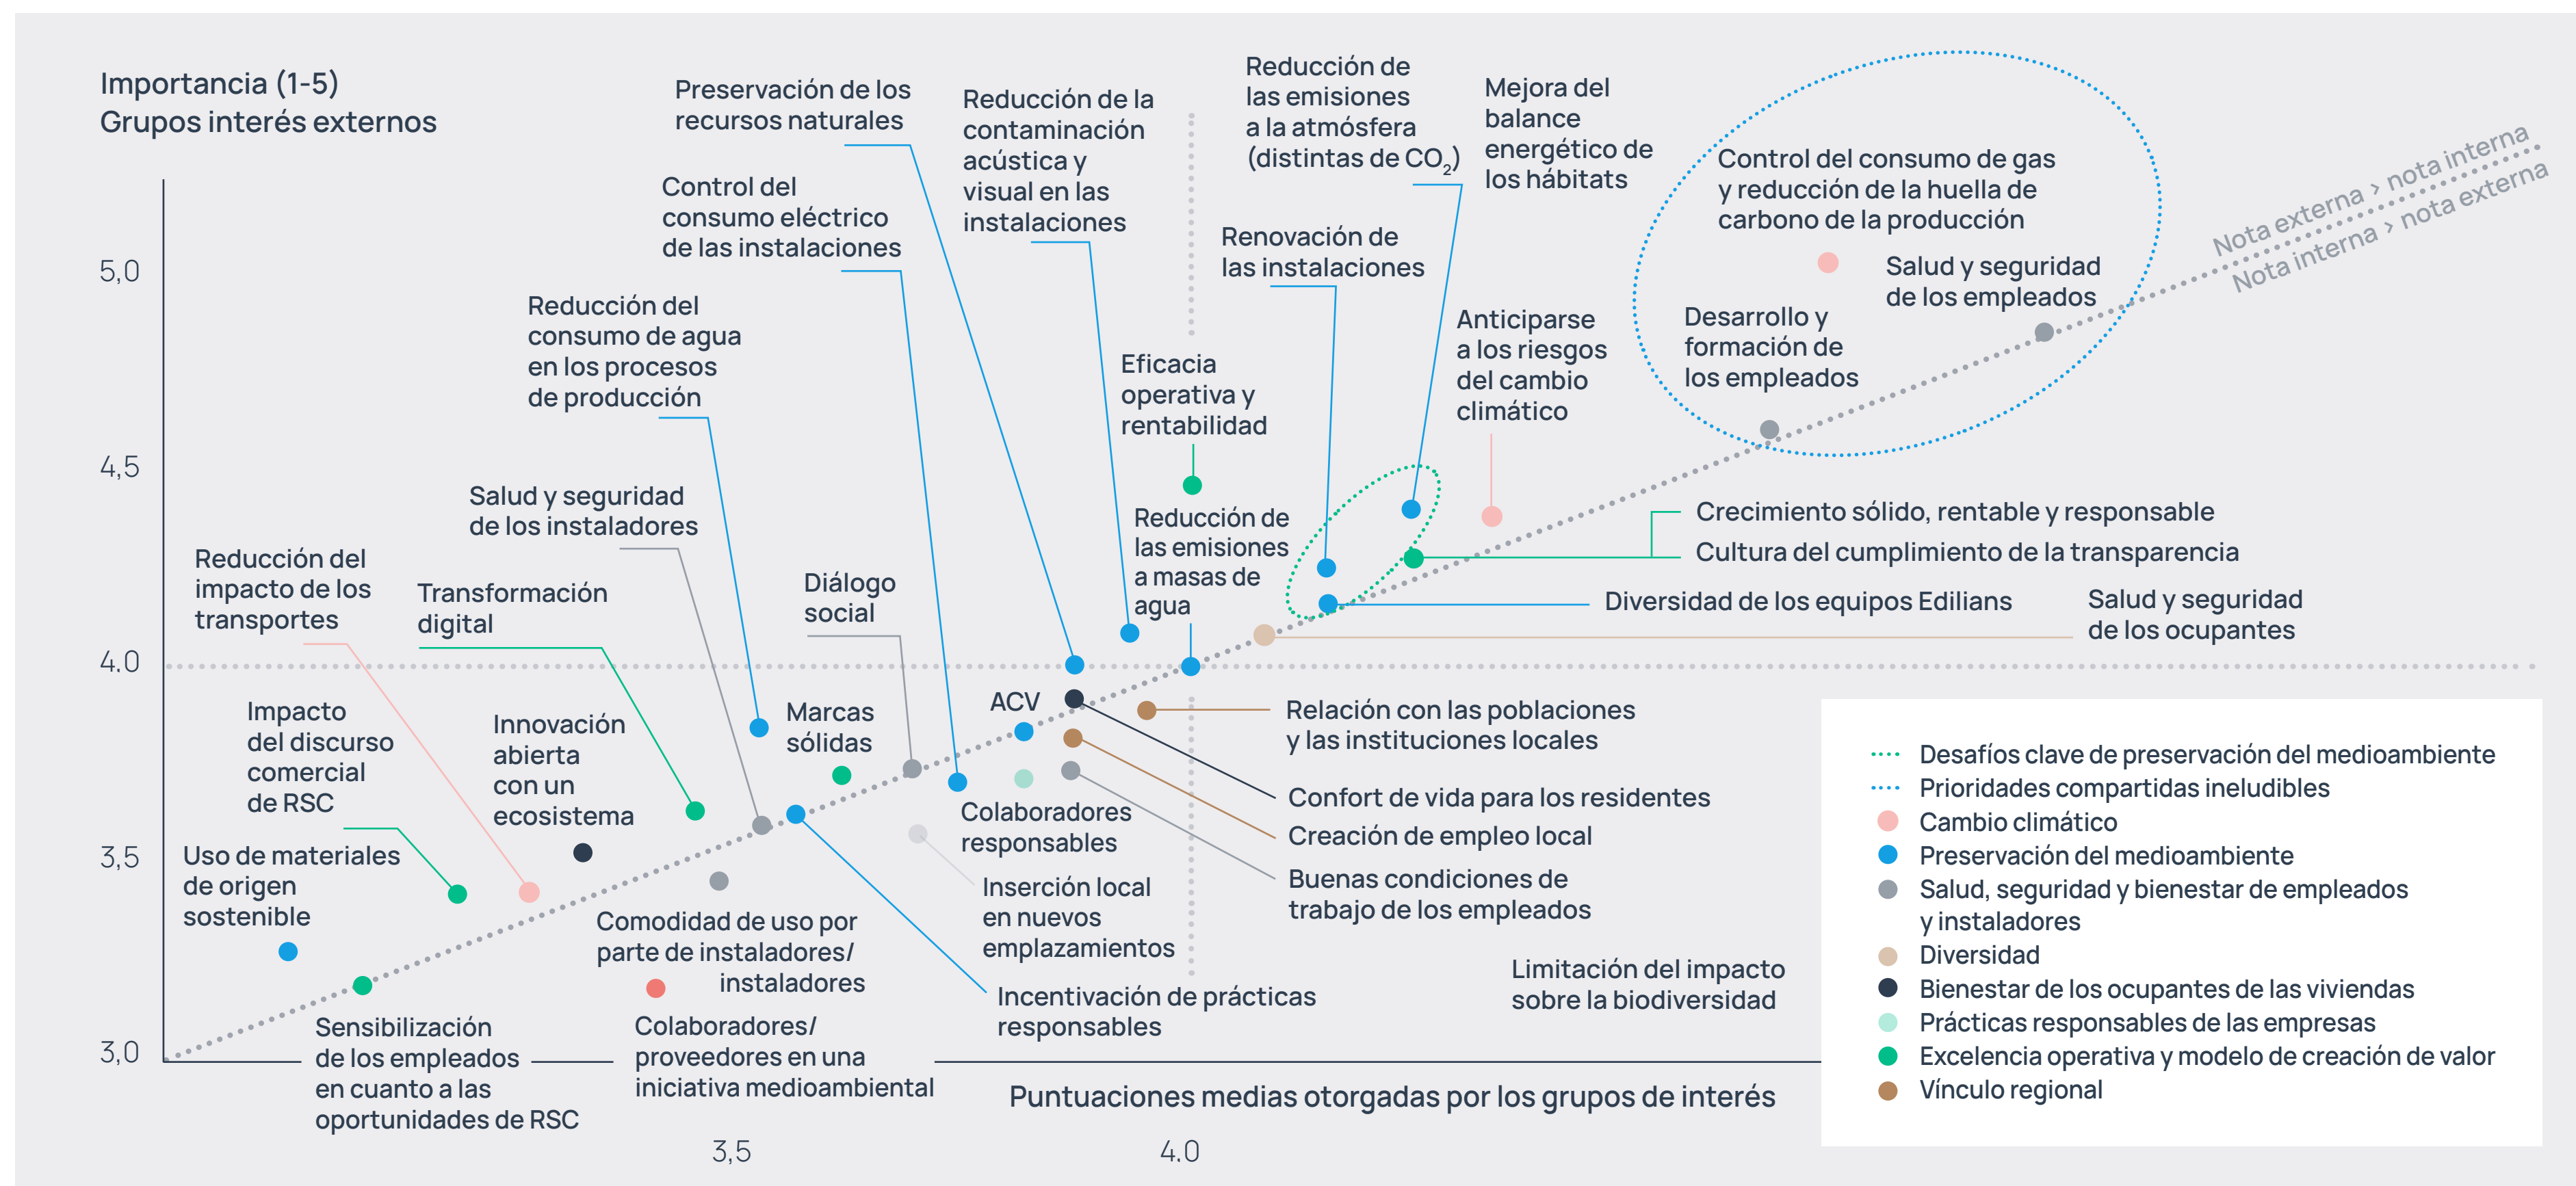 Importancia (1-5)
Grupos interés externos
5,0
4,5
4.0
3,5
3,0
Preservación de los
recursos naturales
Control del
consumo eléctrico
de las instalaciones
Reducción del
consumo de agua
en los procesos
de producción
Salud y seguridad
de los instaladores
Reducción del
impacto de los
transportes
Transformación
digital
Impacto
del discurso
comercial
de RSC
Innovación
abierta
con un
ecosistema
Uso de materiales
de origen
sostenible
Sensibilización
de los empleados
en cuanto a las
oportunidades de RSC
Comodidad de uso por
parte de instaladores/
instaladores
Colaboradores/
proveedores en una
iniciativa medioambiental
Diálogo
social
Marcas
sólidas
ACV
Colaboradores
responsables
Inserción local
en nuevos
emplazamientos
Incentivación de prácticas
responsables
Reducción de la
contaminación
acústica y
visual en las
instalaciones
Reducción de
las emisiones
a la atmósfera
(distintas de CO₂)
Mejora del
balance
energético de
los hábitats
Renovación de
las instalaciones
Eficacia
operativa y
rentabilidad
Anticiparse
a los riesgos
del cambio
climático
Reducción de
las emisiones
a masas de
agua
Control del consumo de gas
y reducción de la huella de
carbono de la producción
Salud y seguridad
de los empleados
Desarrollo y
formación de
los empleados
Nota externa > nota interna
Nota interna > nota externa
Crecimiento sólido, rentable y responsable
Cultura del cumplimiento de la transparencia
Diversidad de los equipos Edilians
Salud y seguridad
de los ocupantes
Relación con las poblaciones
y las instituciones locales
Confort de vida para los residentes
Creación de empleo local
Buenas condiciones de
trabajo de los empleados
Limitación del impacto
sobre la biodiversidad
Puntuaciones medias otorgadas por los grupos de interés
3,5
4.0
Desafíos clave de preservación del medioambiente
Prioridades compartidas ineludibles
Cambio climático
Preservación del medioambiente
Salud, seguridad y bienestar de empleados
y instaladores
Diversidad
Bienestar de los ocupantes de las viviendas
Prácticas responsables de las empresas
Excelencia operativa y modelo de creación de valor
Vínculo regional